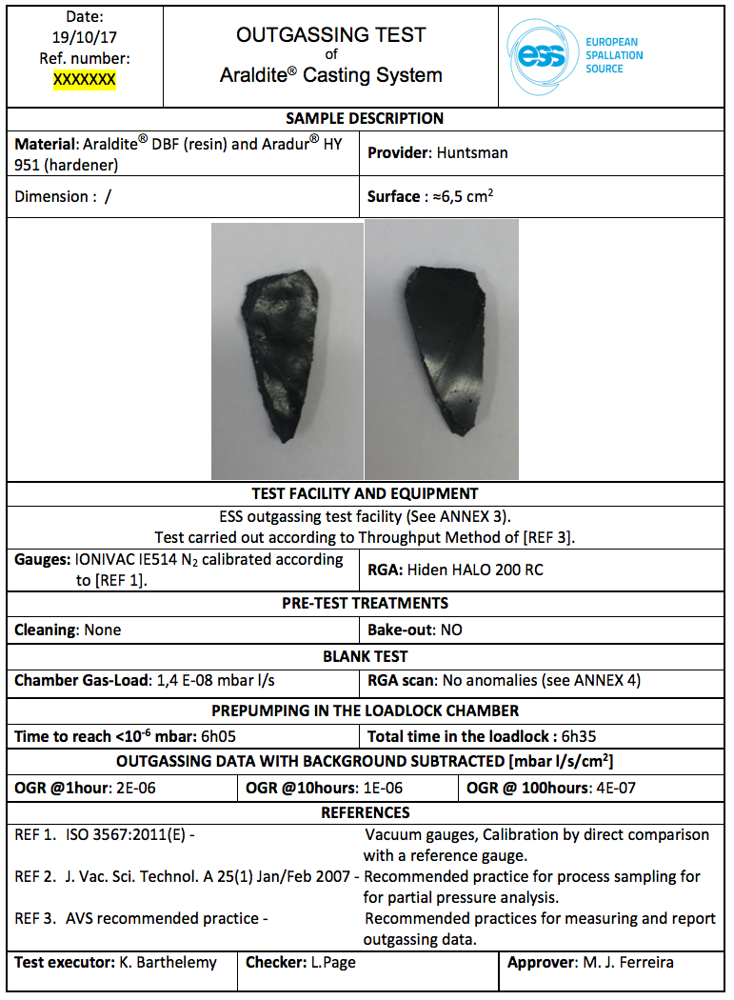 Date:
19/10/17
Ref. number:
XXXXXXX
OUTGASSING TEST
of
Araldite® Casting System
ess
EUROPEAN
SPALLATION
SOURCE
SAMPLE DESCRIPTION
Material: Araldite® DBF (resin) and Aradur® HY
951 (hardener)
Provider: Huntsman
Dimension : /
Surface : ≈6,5 cm²
TEST FACILITY AND EQUIPMENT
ESS outgassing test facility (See ANNEX 3).
Test carried out according to Throughput Method of [REF 3].
Gauges: IONIVAC IE514 N₂ calibrated according
to [REF 1].
RGA: Hiden HALO 200 RC
PRE-TEST TREATMENTS
Cleaning: None
Bake-out: NO
BLANK TEST
Chamber Gas-Load: 1,4 E-08 mbar l/s
RGA scan: No anomalies (see ANNEX 4)
PREPUMPING IN THE LOADLOCK CHAMBER
Time to reach <10⁻⁶ mbar: 6h05
Total time in the loadlock : 6h35
OUTGASSING DATA WITH BACKGROUND SUBTRACTED [mbar l/s/cm²]
OGR @1hour: 2E-06
OGR @10hours: 1E-06
OGR @ 100hours: 4E-07
REFERENCES
REF 1. ISO 3567:2011(E) - Vacuum gauges, Calibration by direct comparison
with a reference gauge.
REF 2. J. Vac. Sci. Technol. A 25(1) Jan/Feb 2007 - Recommended practice for process sampling for
for partial pressure analysis.
REF 3. AVS recommended practice - Recommended practices for measuring and report
outgassing data.
Test executor: K. Barthelemy
Checker: L.Page
Approver: M. J. Ferreira